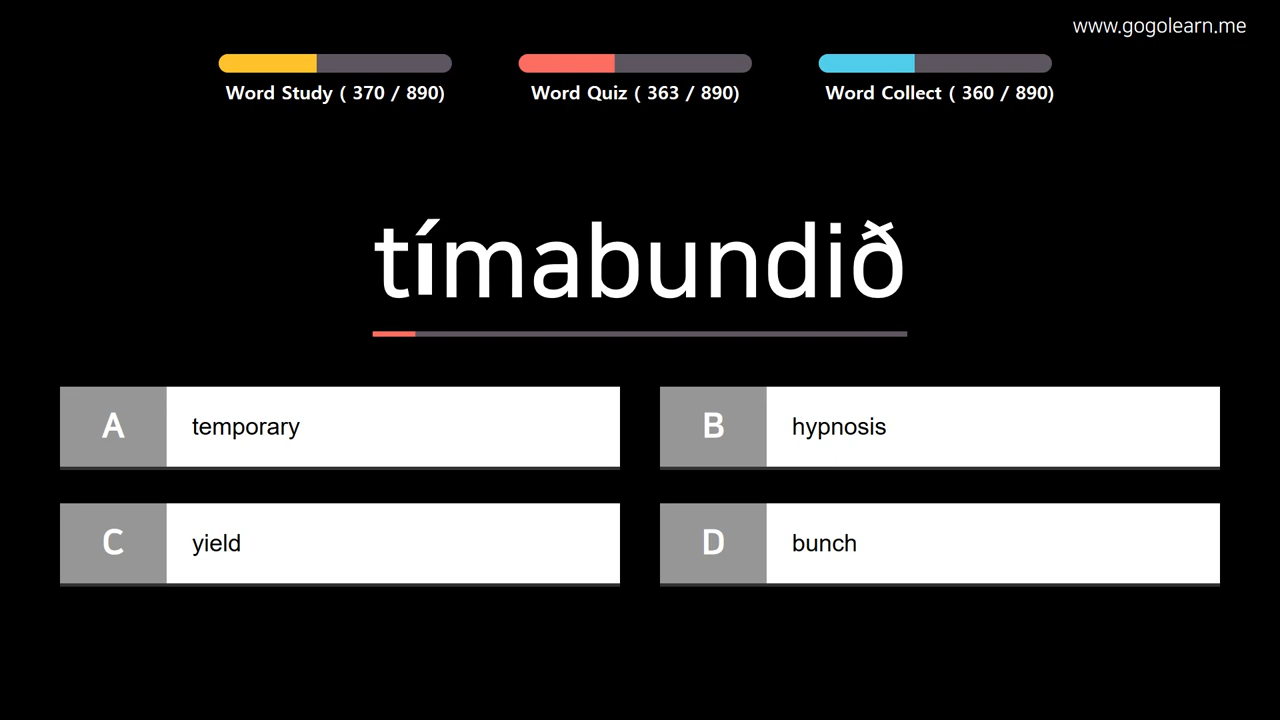 www.gogolearn.me
Word Study ( 370 / 890)
Word Quiz ( 363 / 890)
Word Collect ( 360 / 890)
tímabundið
A temporary
B hypnosis
C yield
D bunch